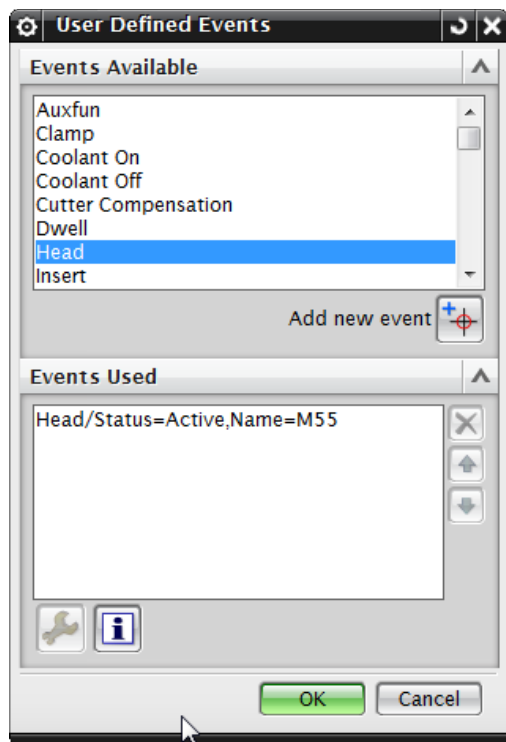 User Defined Events
Events Available
Auxfun
Clamp
Coolant On
Coolant Off
Cutter Compensation
Dwell
Head
Insert
Add new event
Events Used
Head/Status=Active,Name=M55
OK Cancel